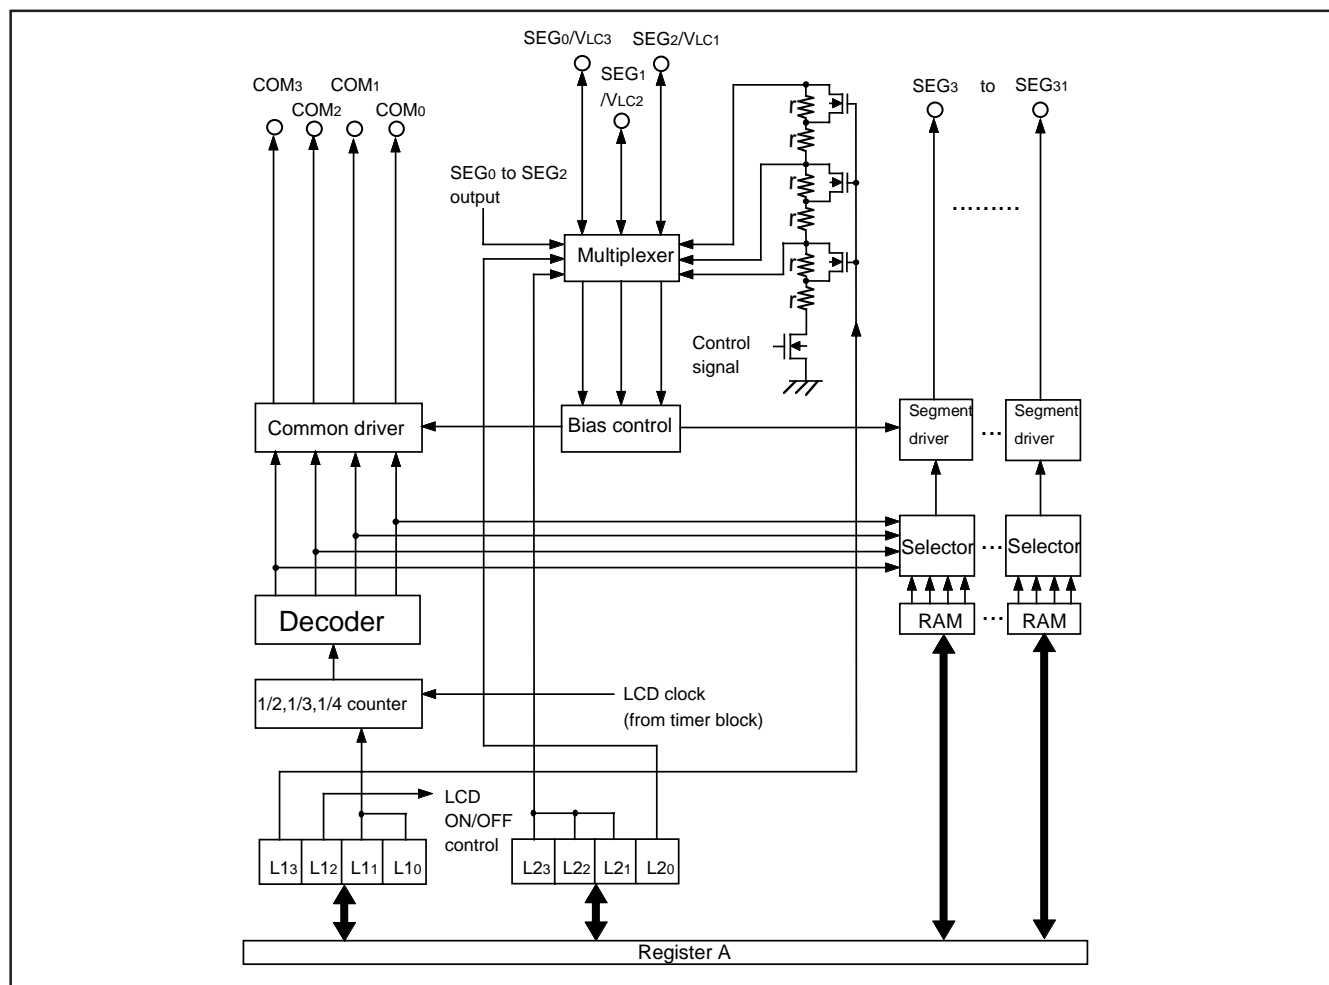 SEG0/VLC3 SEG2/VLC1
SEG1
/VLC2
COM3 COM1
COM2 COM0
SEG3 to SEG31
r
r
r
r
r
r
SEG0 to SEG2
output
Multiplexer
.........
Control
signal
Common driver
Bias control
Segment
driver
...
Segment
driver
Selector ... Selector
Decoder
RAM ... RAM
1/2,1/3,1/4 counter
LCD clock
(from timer block)
LCD
ON/OFF
control
L13 L12 L11 L10
L23 L22 L21 L20
Register A